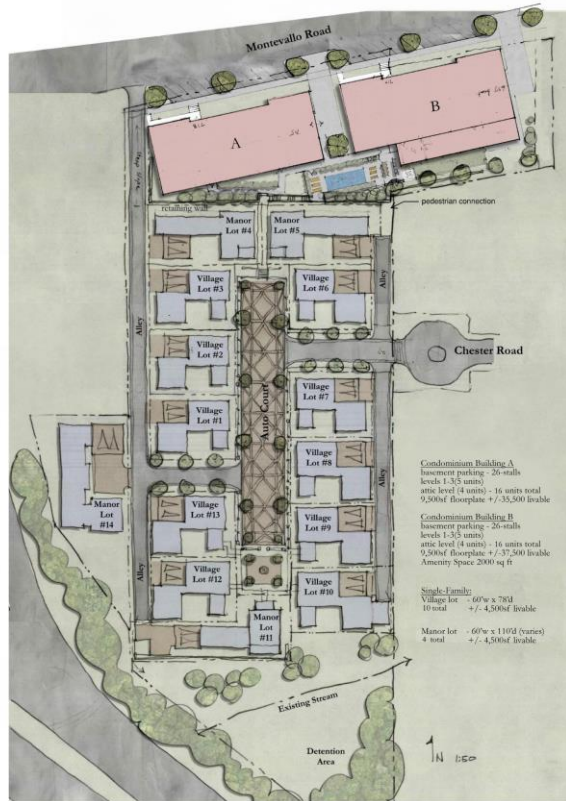 Montevallo Road
A
B
retailing wall
pedestrian connection
Manor
Lot #4
Manor
Lot #5
Village
Lot #3
Village
Lot #6
Alley
Alley
Chester Road
Village
Lot #2
Auto Court
Village
Lot #7
Village
Lot #1
Village
Lot #8
Alley
Manor
Lot
#14
Village
Lot
#13
Village
Lot #9
Village
Lot #12
Village
Lot #10
Alley
Manor
Lot
#11
Condominium Building A
basement parking - 26-stalls
levels 1-3(5 units)
attic level (4 units) - 16 units total
9,500sf floorplate +/-35,500 livable
Condominium Building B
basement parking - 26-stalls
levels 1-3(5 units)
attic level (4 units) - 16 units total
9,500sf floorplate +/-37,500 livable
Amenity Space 2000 sq ft
Single-Family:
Village lot - 60'w x 78'd
10 total +/- 4,500sf livable
Manor lot - 60'w x 110'd (varies)
4 total +/- 4,500sf livable
Existing Stream
Detention
Area
N 1:50